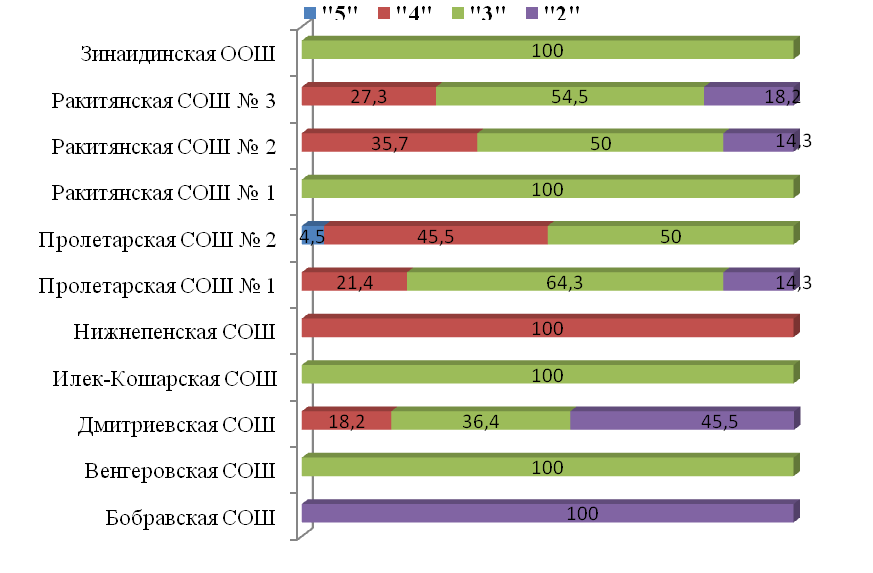 "5" "4" "3" "2"
Зинаидинская ООШ 100
Ракитянская СОШ № 3 27,3 54,5 18,2
Ракитянская СОШ № 2 35,7 50 14,3
Ракитянская СОШ № 1 100
Пролетарская СОШ № 2 4,5 45,5 50
Пролетарская СОШ № 1 21,4 64,3 14,3
Нижнепенская СОШ 100
Илек-Кошарская СОШ 100
Дмитриевская СОШ 18,2 36,4 45,5
Венгеровская СОШ 100
Бобравская СОШ 100